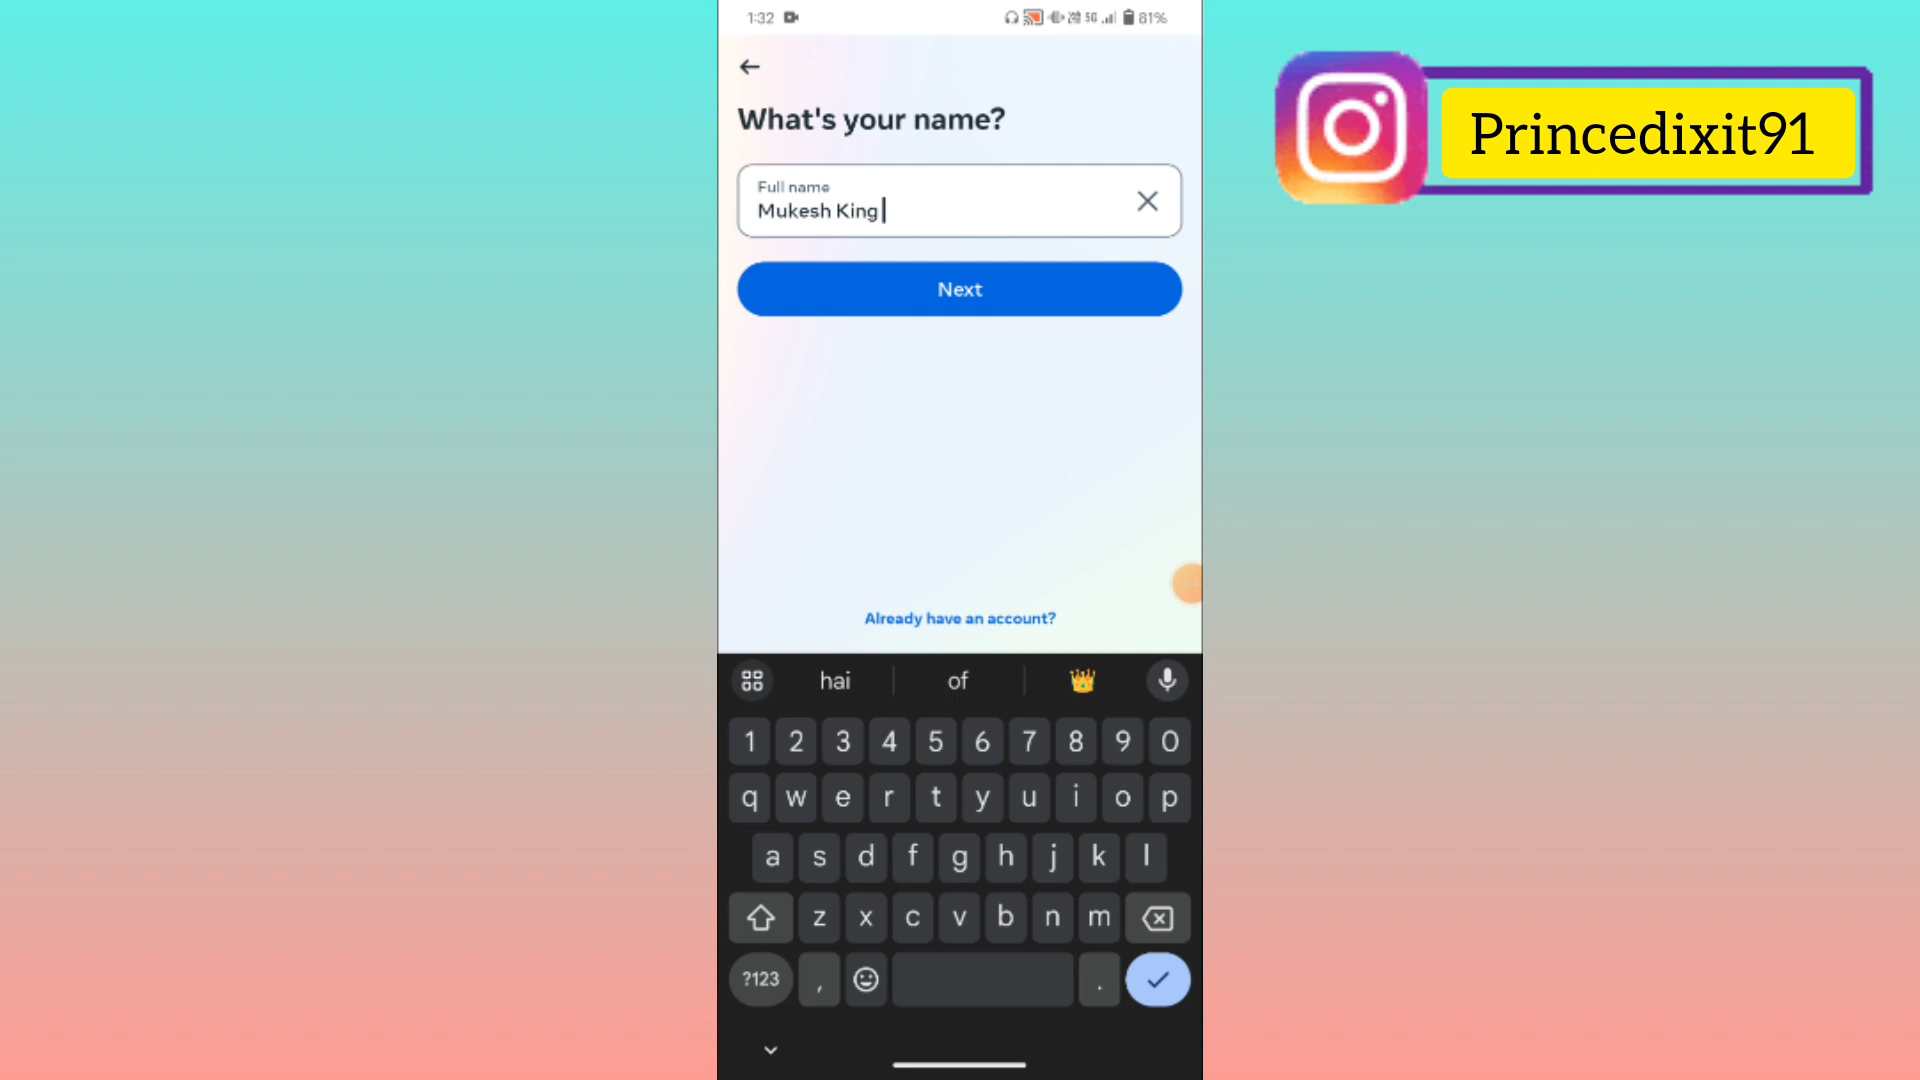 1:32
5G 81%
Princedixit91
What's your name?
Full name
Mukesh King
Next
Already have an account?
hai of
1 2 3 4 5 6 7 8 9 0
q w e r t y u i o p
a s d f g h j k l
z x c v b n m
?123 , .